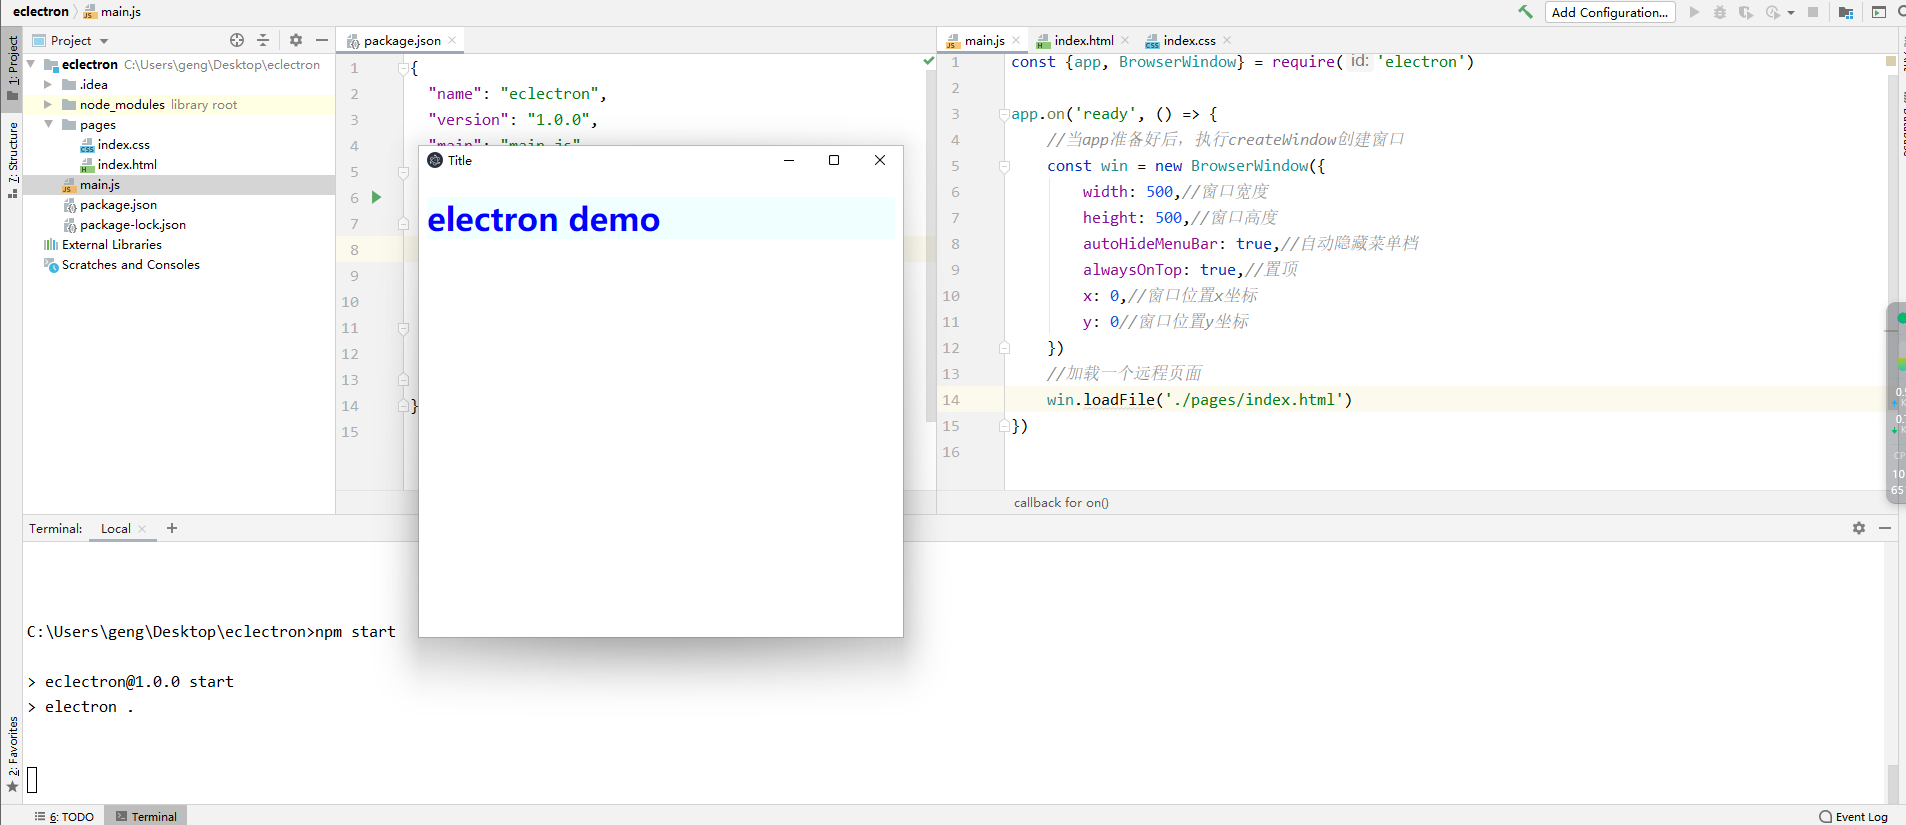 eclectron
main.js
Add Configuration...
1: Project
7: Structure
2: Favorites
Project
eclectron C:\Users\geng\Desktop\eclectron
.idea
node_modules library root
pages
index.css
index.html
main.js
package.json
package-lock.json
External Libraries
Scratches and Consoles
package.json
1 {
2 "name": "eclectron",
3 "version": "1.0.0",
4 "main": "main.js",
5
6
7
8
9
10
11
12
13
14 }
15
Title
electron demo
main.js
index.html
index.css
1 const {app, BrowserWindow} = require( id: 'electron')
2
3 app.on('ready', () => {
4 //当app准备好后，执行createWindow创建窗口
5 const win = new BrowserWindow({
6 width: 500,//窗口宽度
7 height: 500,//窗口高度
8 autoHideMenuBar: true,//自动隐藏菜单档
9 alwaysOnTop: true,//置顶
10 x: 0,//窗口位置x坐标
11 y: 0//窗口位置y坐标
12 })
13 //加载一个远程页面
14 win.loadFile('./pages/index.html')
15 })
16
callback for on()
Terminal: Local
C:\Users\geng\Desktop\eclectron>npm start
> eclectron@1.0.0 start
> electron .
6: TODO
Terminal
Event Log